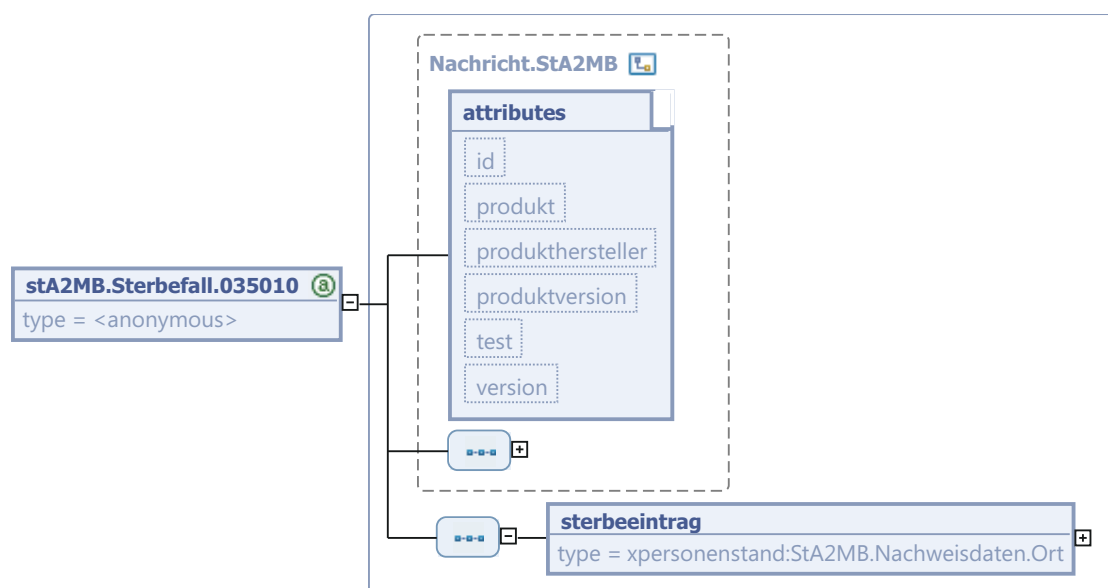 Nachricht.StA2MB
attributes
id
produkt
produkthersteller
produktversion
test
version
stA2MB.Sterbefall.035010 a
type = <anonymous>
sterbeeintrag
type = xpersonenstand:StA2MB.Nachweisdaten.Ort